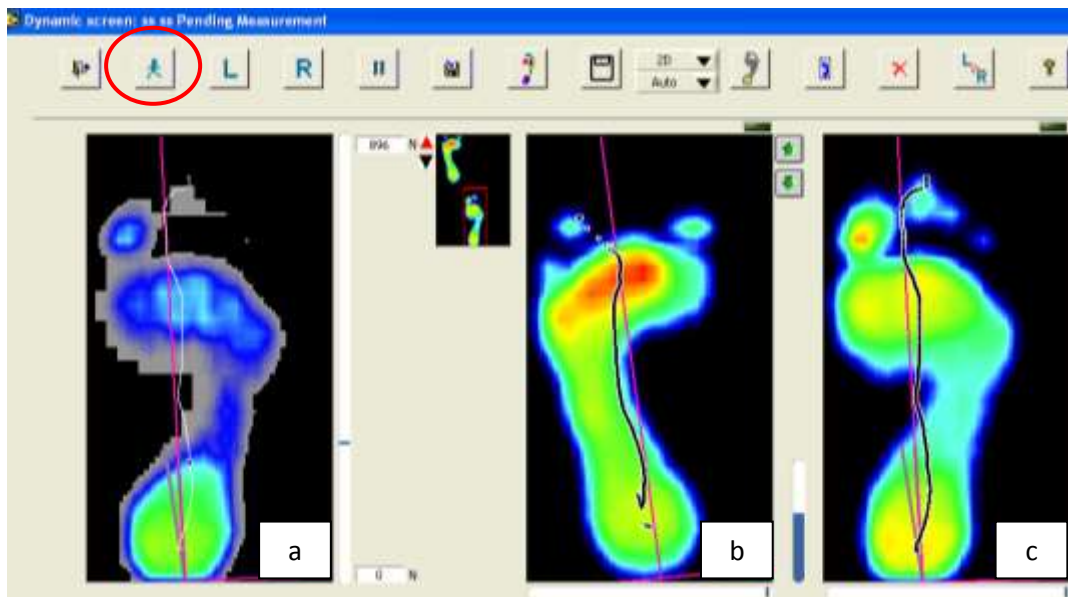 Dynamic screen: ss ss Pending Measurement
L R
2D
Auto
L R
896 N
0 N
a b c